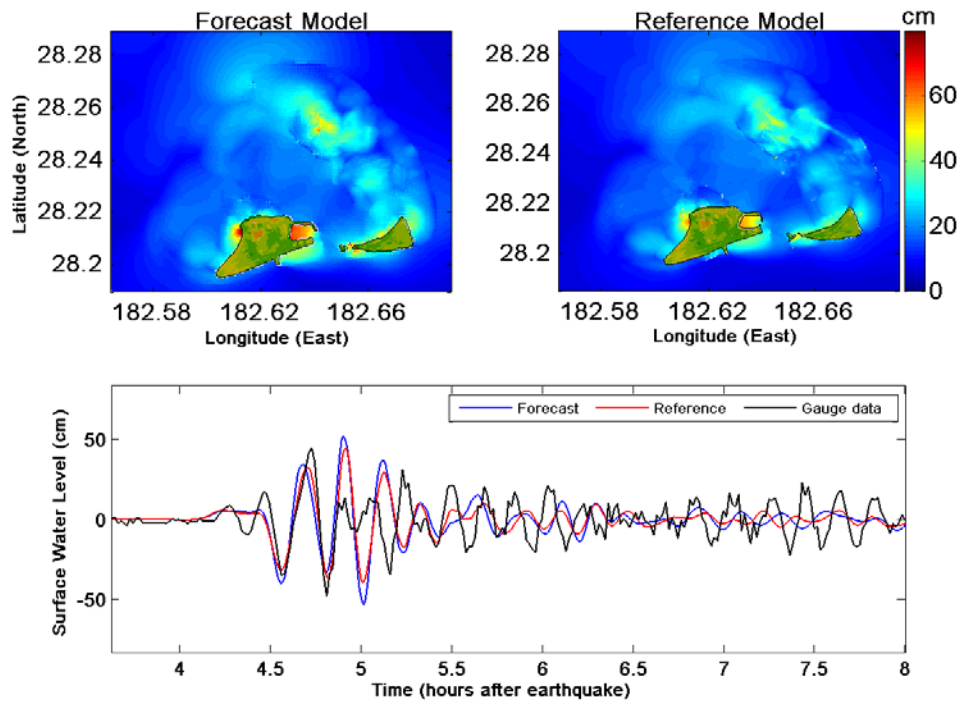 Forecast Model
Reference Model
cm
28.28
28.26
28.24
28.22
28.2
Latitude (North)
182.58
182.62
182.66
Longitude (East)
28.28
28.26
28.24
28.22
28.2
182.58
182.62
182.66
Longitude (East)
60
40
20
0
Forecast
Reference
Gauge data
50
0
-50
Surface Water Level (cm)
4
4.5
5
5.5
6
6.5
7
7.5
8
Time (hours after earthquake)